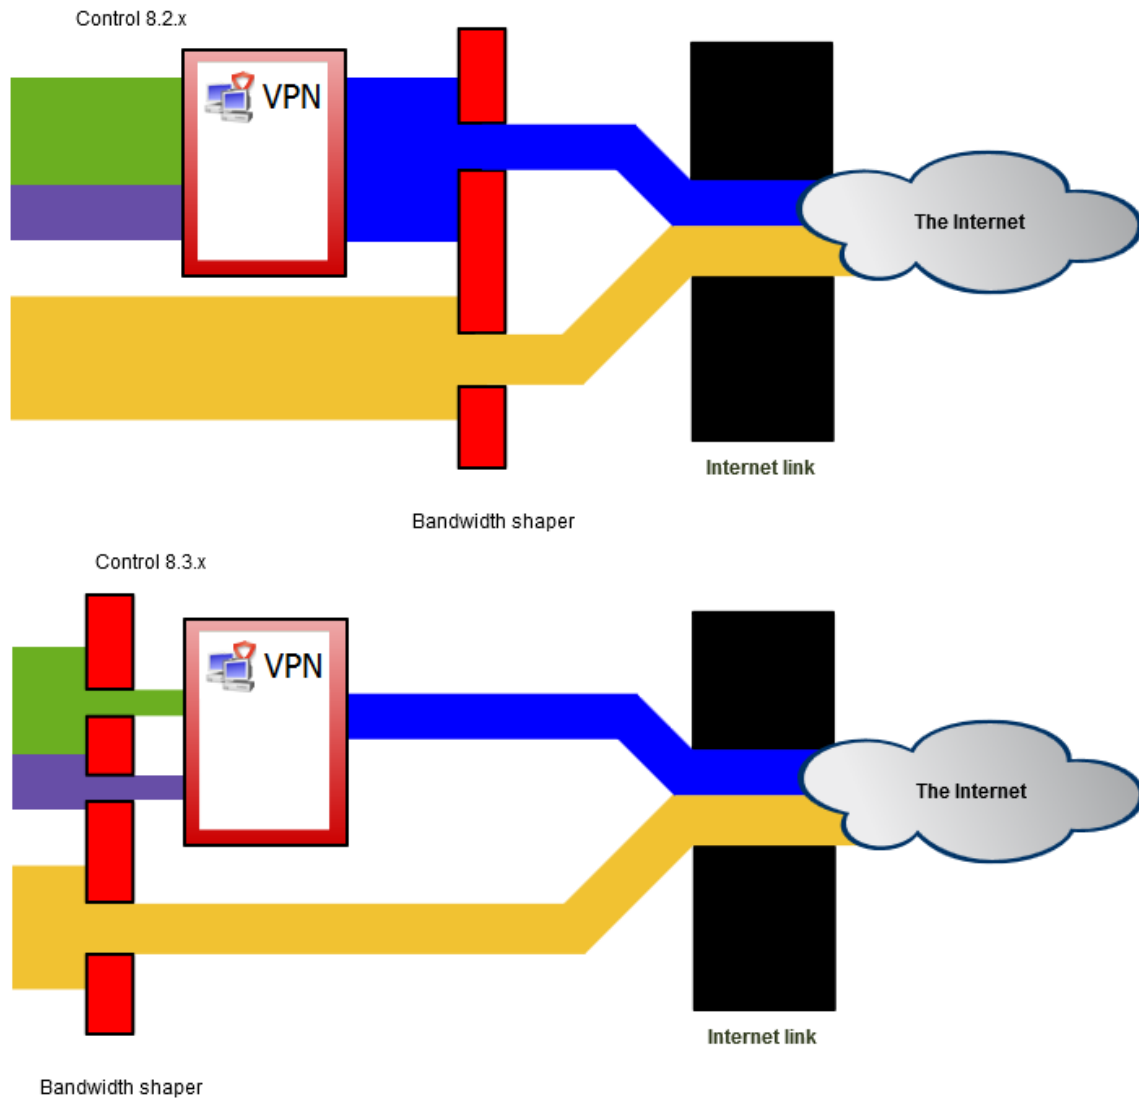 Control 8.2.x
VPN
The Internet
Internet link
Bandwidth shaper
Control 8.3.x
VPN
The Internet
Internet link
Bandwidth shaper